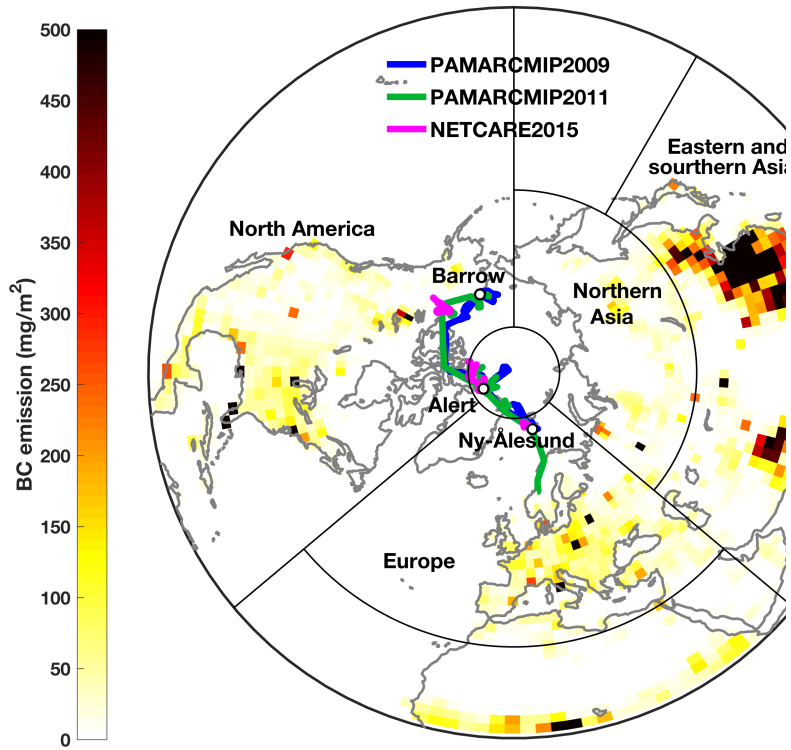 500
450
400
350
300
250
200
150
100
50
0
BC emission (mg/m²)
PAMARCMIP2009
PAMARCMIP2011
NETCARE2015
Eastern and
sourthern Asia
North America
Barrow
Northern
Asia
Alert
Ny-Ålesund
Europe